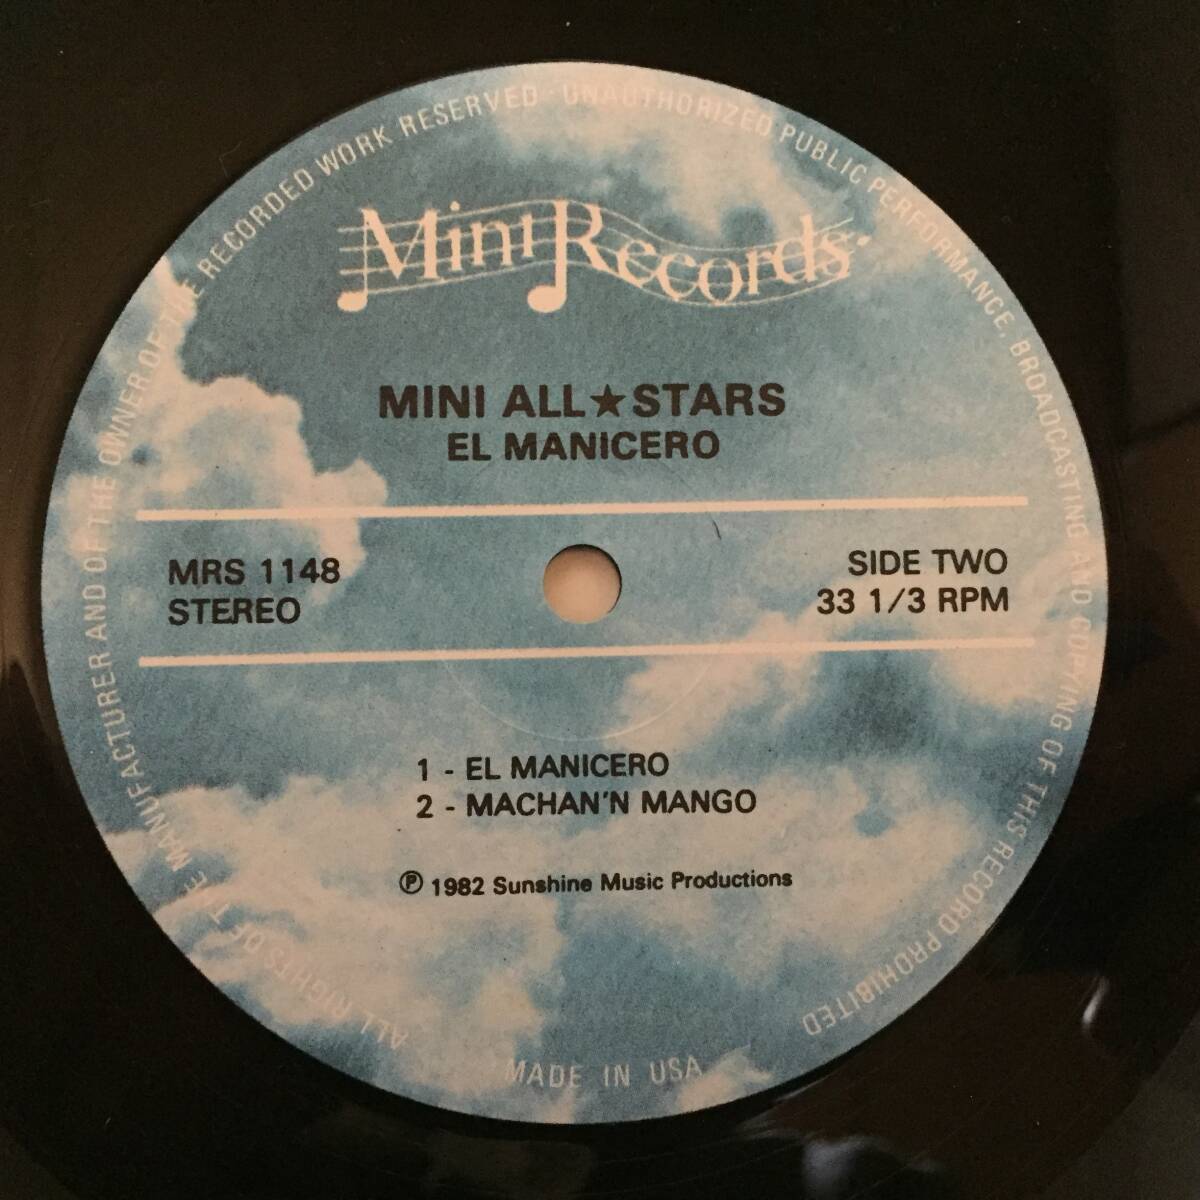 Mini Records
MINI ALL★STARS
EL MANICERO
MRS 1148
STEREO
SIDE TWO
33 1/3 RPM
1 - EL MANICERO
2 - MACHAN'N MANGO
℗ 1982 Sunshine Music Productions
ALL RIGHTS OF THE MANUFACTURER AND OF THE OWNER OF THE RECORDED WORK RESERVED · UNAUTHORIZED PUBLIC PERFORMANCE, BROADCASTING AND COPYING OF THIS RECORD PROHIBITED
MADE IN USA